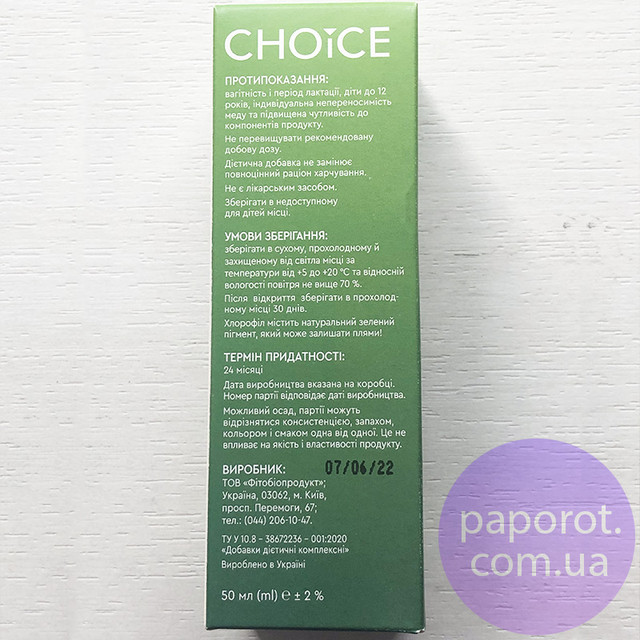 CHOiCE
ПРОТИПОКАЗАННЯ:
вагітність і період лактації, діти до 12
років, індивідуальна непереносимість
меду та підвищена чутливість до
компонентів продукту.
Не перевищувати рекомендовану
добову дозу.
Дієтична добавка не замінює
повноцінний раціон харчування.
Не є лікарським засобом.
Зберігати в недоступному
для дітей місці.
УМОВИ ЗБЕРІГАННЯ:
зберігати в сухому, прохолодному й
захищеному від світла місці за
температури від +5 до +20 °С та відносній
вологості повітря не вище 70 %.
Після відкриття зберігати в прохолод-
ному місці 30 днів.
Хлорофіл містить натуральний зелений
пігмент, який може залишати плями!
ТЕРМІН ПРИДАТНОСТІ:
24 місяці
Дата виробництва вказана на коробці.
Номер партії відповідає даті виробництва.
Можливий осад, партії можуть
відрізнятися консистенцією, запахом,
кольором і смаком одна від одної. Це не
впливає на якість і властивості продукту.
ВИРОБНИК: 07/06/22
ТОВ «Фітобіопродукт»;
Україна, 03062, м. Київ,
просп. Перемоги, 67;
тел.: (044) 206-10-47.
ТУ У 10.8 – 38672236 – 001:2020
«Добавки дієтичні комплексні»
Вироблено в Україні
50 мл (ml) ℮ ± 2 %
paporot.
com.ua